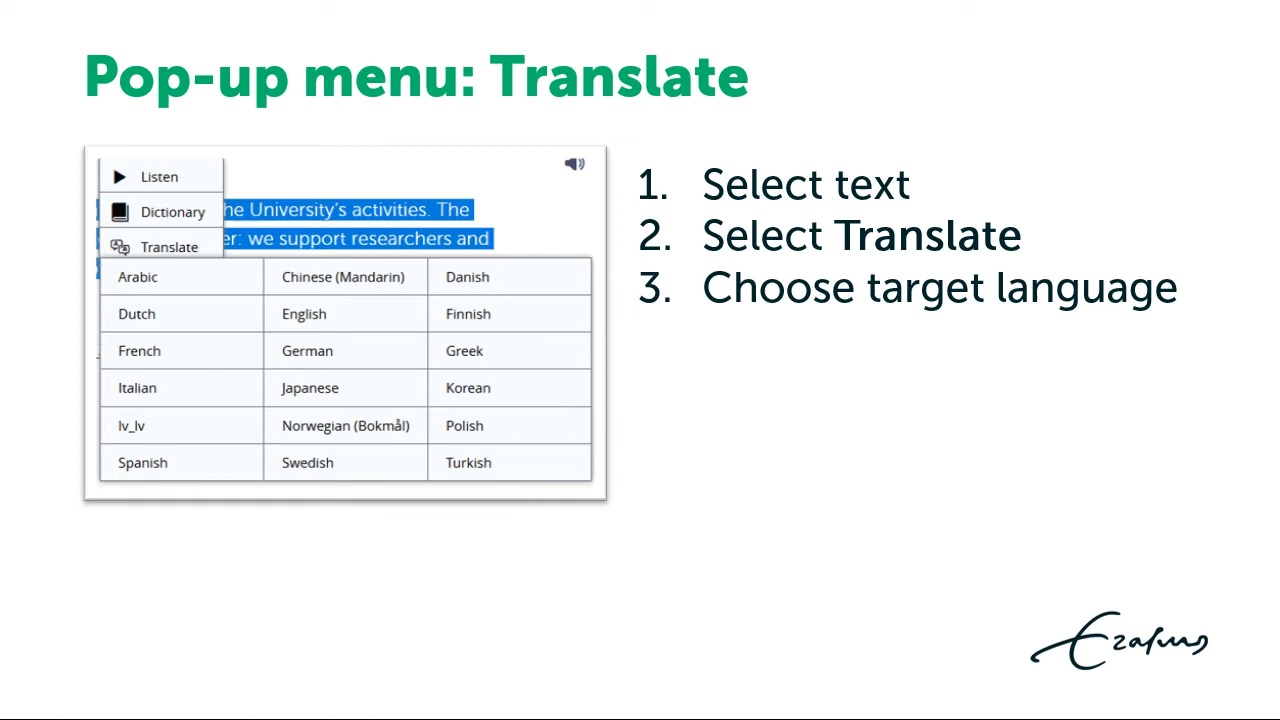 Pop-up menu: Translate
Listen
Dictionary
he University's activities. The
Translate
er: we support researchers and
Arabic Chinese (Mandarin) Danish
Dutch English Finnish
French German Greek
Italian Japanese Korean
lv_lv Norwegian (Bokmål) Polish
Spanish Swedish Turkish
1. Select text
2. Select Translate
3. Choose target language
Erasmus